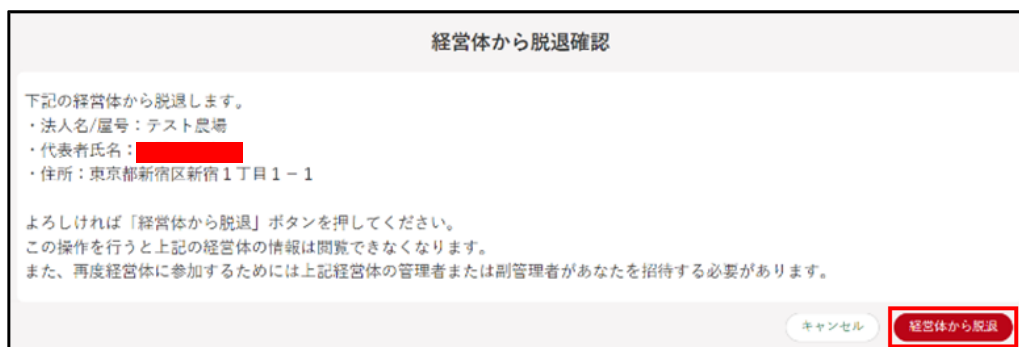 経営体から脱退確認
下記の経営体から脱退します。
・法人名/屋号：テスト農場
・代表者氏名：
・住所：東京都新宿区新宿１丁目１－１
よろしければ「経営体から脱退」ボタンを押してください。
この操作を行うと上記の経営体の情報は閲覧できなくなります。
また、再度経営体に参加するためには上記経営体の管理者または副管理者があなたを招待する必要があります。
キャンセル
経営体から脱退